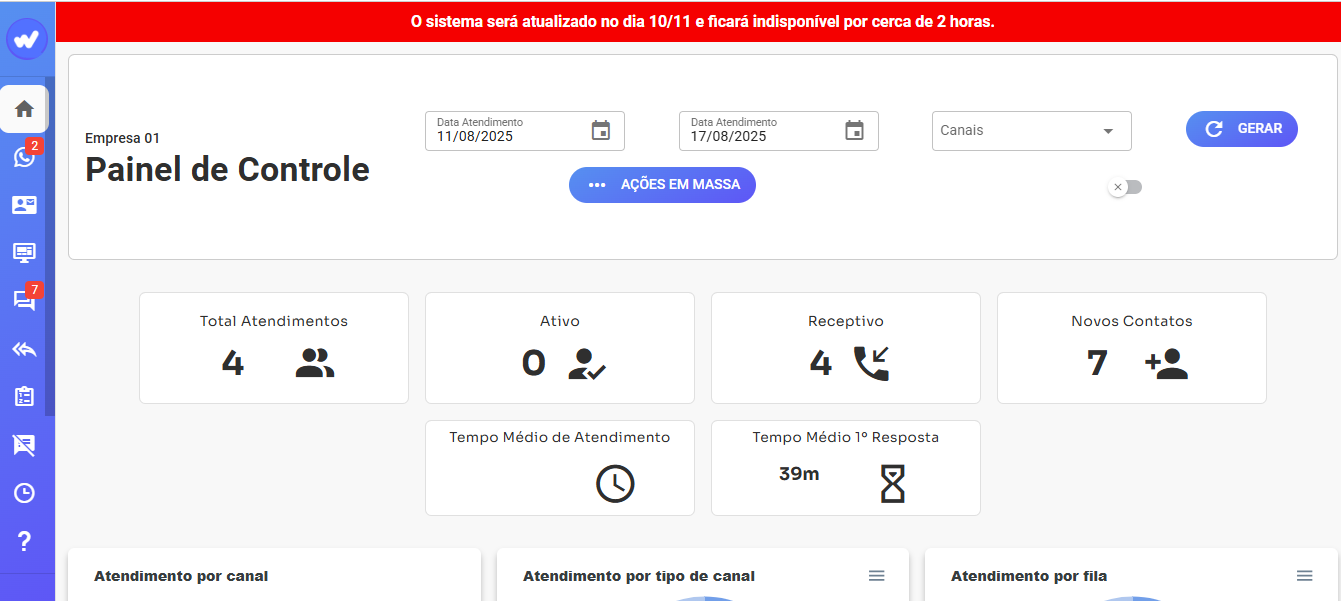 O sistema será atualizado no dia 10/11 e ficará indisponível por cerca de 2 horas.
Empresa 01
Painel de Controle
Data Atendimento
11/08/2025
Data Atendimento
17/08/2025
Canais
GERAR
AÇÕES EM MASSA
2
7
?
Total Atendimentos
4
Ativo
0
Receptivo
4
Novos Contatos
7
Tempo Médio de Atendimento
Tempo Médio 1º Resposta
39m
Atendimento por canal
Atendimento por tipo de canal
Atendimento por fila